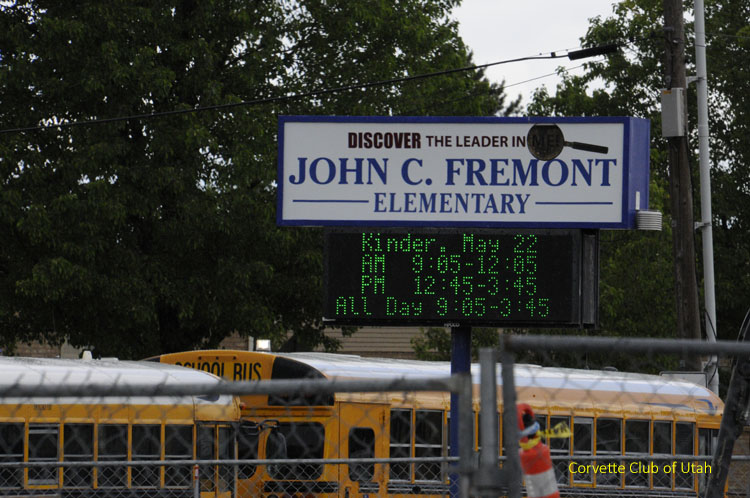 DISCOVER THE LEADER IN ME!
JOHN C. FREMONT
ELEMENTARY
Kinder. May 22
AM 9:05-12:05
PM 12:45-3:45
All Day 9:05-3:45
SCHOOL BUS
Corvette Club of Utah